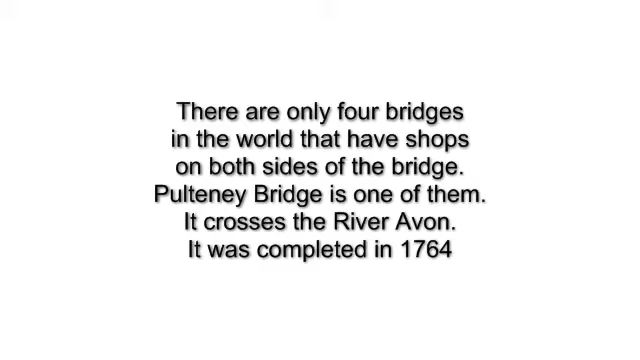 There are only four bridges
in the world that have shops
on both sides of the bridge.
Pulteney Bridge is one of them.
It crosses the River Avon.
It was completed in 1764